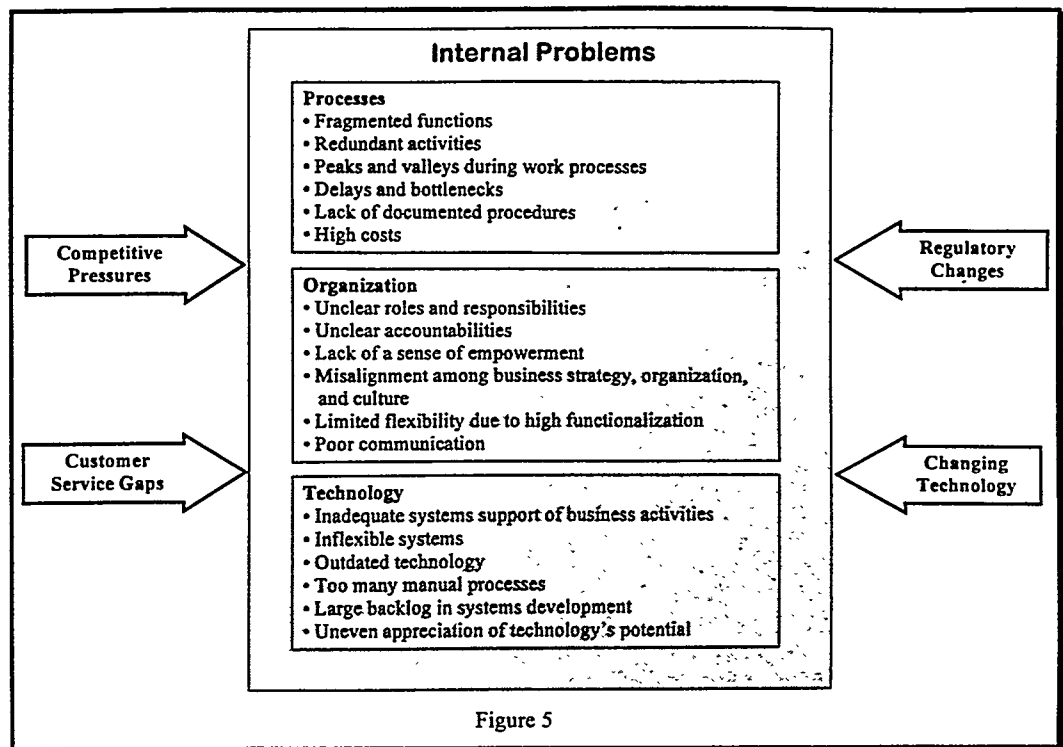 Internal Problems
Processes
• Fragmented functions
• Redundant activities
• Peaks and valleys during work processes
• Delays and bottlenecks
• Lack of documented procedures
• High costs
Competitive
Pressures
Regulatory
Changes
Organization
• Unclear roles and responsibilities
• Unclear accountabilities
• Lack of a sense of empowerment
• Misalignment among business strategy, organization,
and culture
• Limited flexibility due to high functionalization
• Poor communication
Customer
Service Gaps
Changing
Technology
Technology
• Inadequate systems support of business activities
• Inflexible systems
• Outdated technology
• Too many manual processes
• Large backlog in systems development
• Uneven appreciation of technology's potential
Figure 5